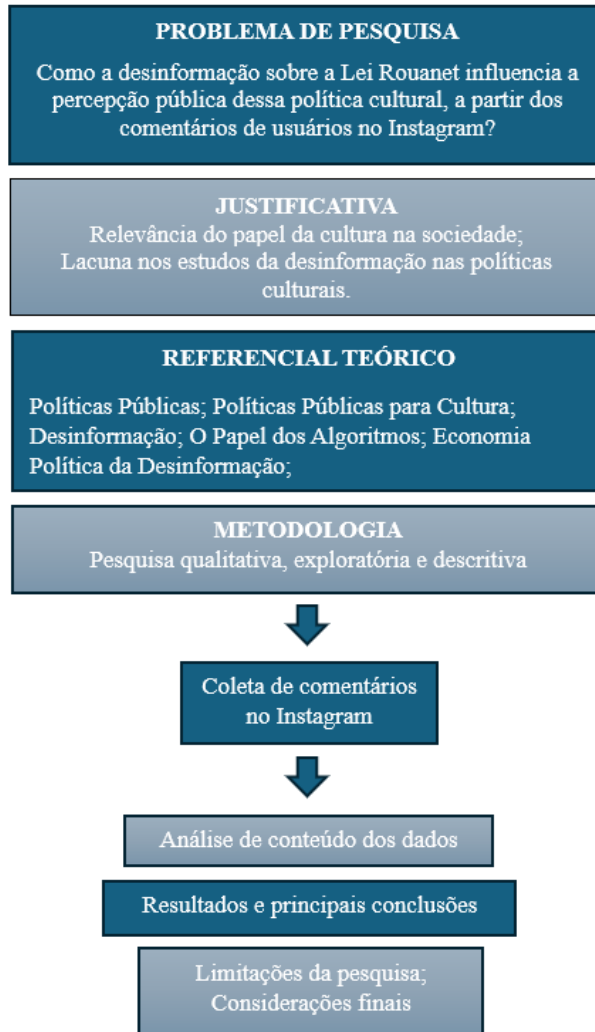 PROBLEMA DE PESQUISA
Como a desinformação sobre a Lei Rouanet influencia a
percepção pública dessa política cultural, a partir dos
comentários de usuários no Instagram?
JUSTIFICATIVA
Relevância do papel da cultura na sociedade;
Lacuna nos estudos da desinformação nas políticas
culturais.
REFERENCIAL TEÓRICO
Políticas Públicas; Políticas Públicas para Cultura;
Desinformação; O Papel dos Algoritmos; Economia
Política da Desinformação;
METODOLOGIA
Pesquisa qualitativa, exploratória e descritiva
Coleta de comentários
no Instagram
Análise de conteúdo dos dados
Resultados e principais conclusões
Limitações da pesquisa;
Considerações finais